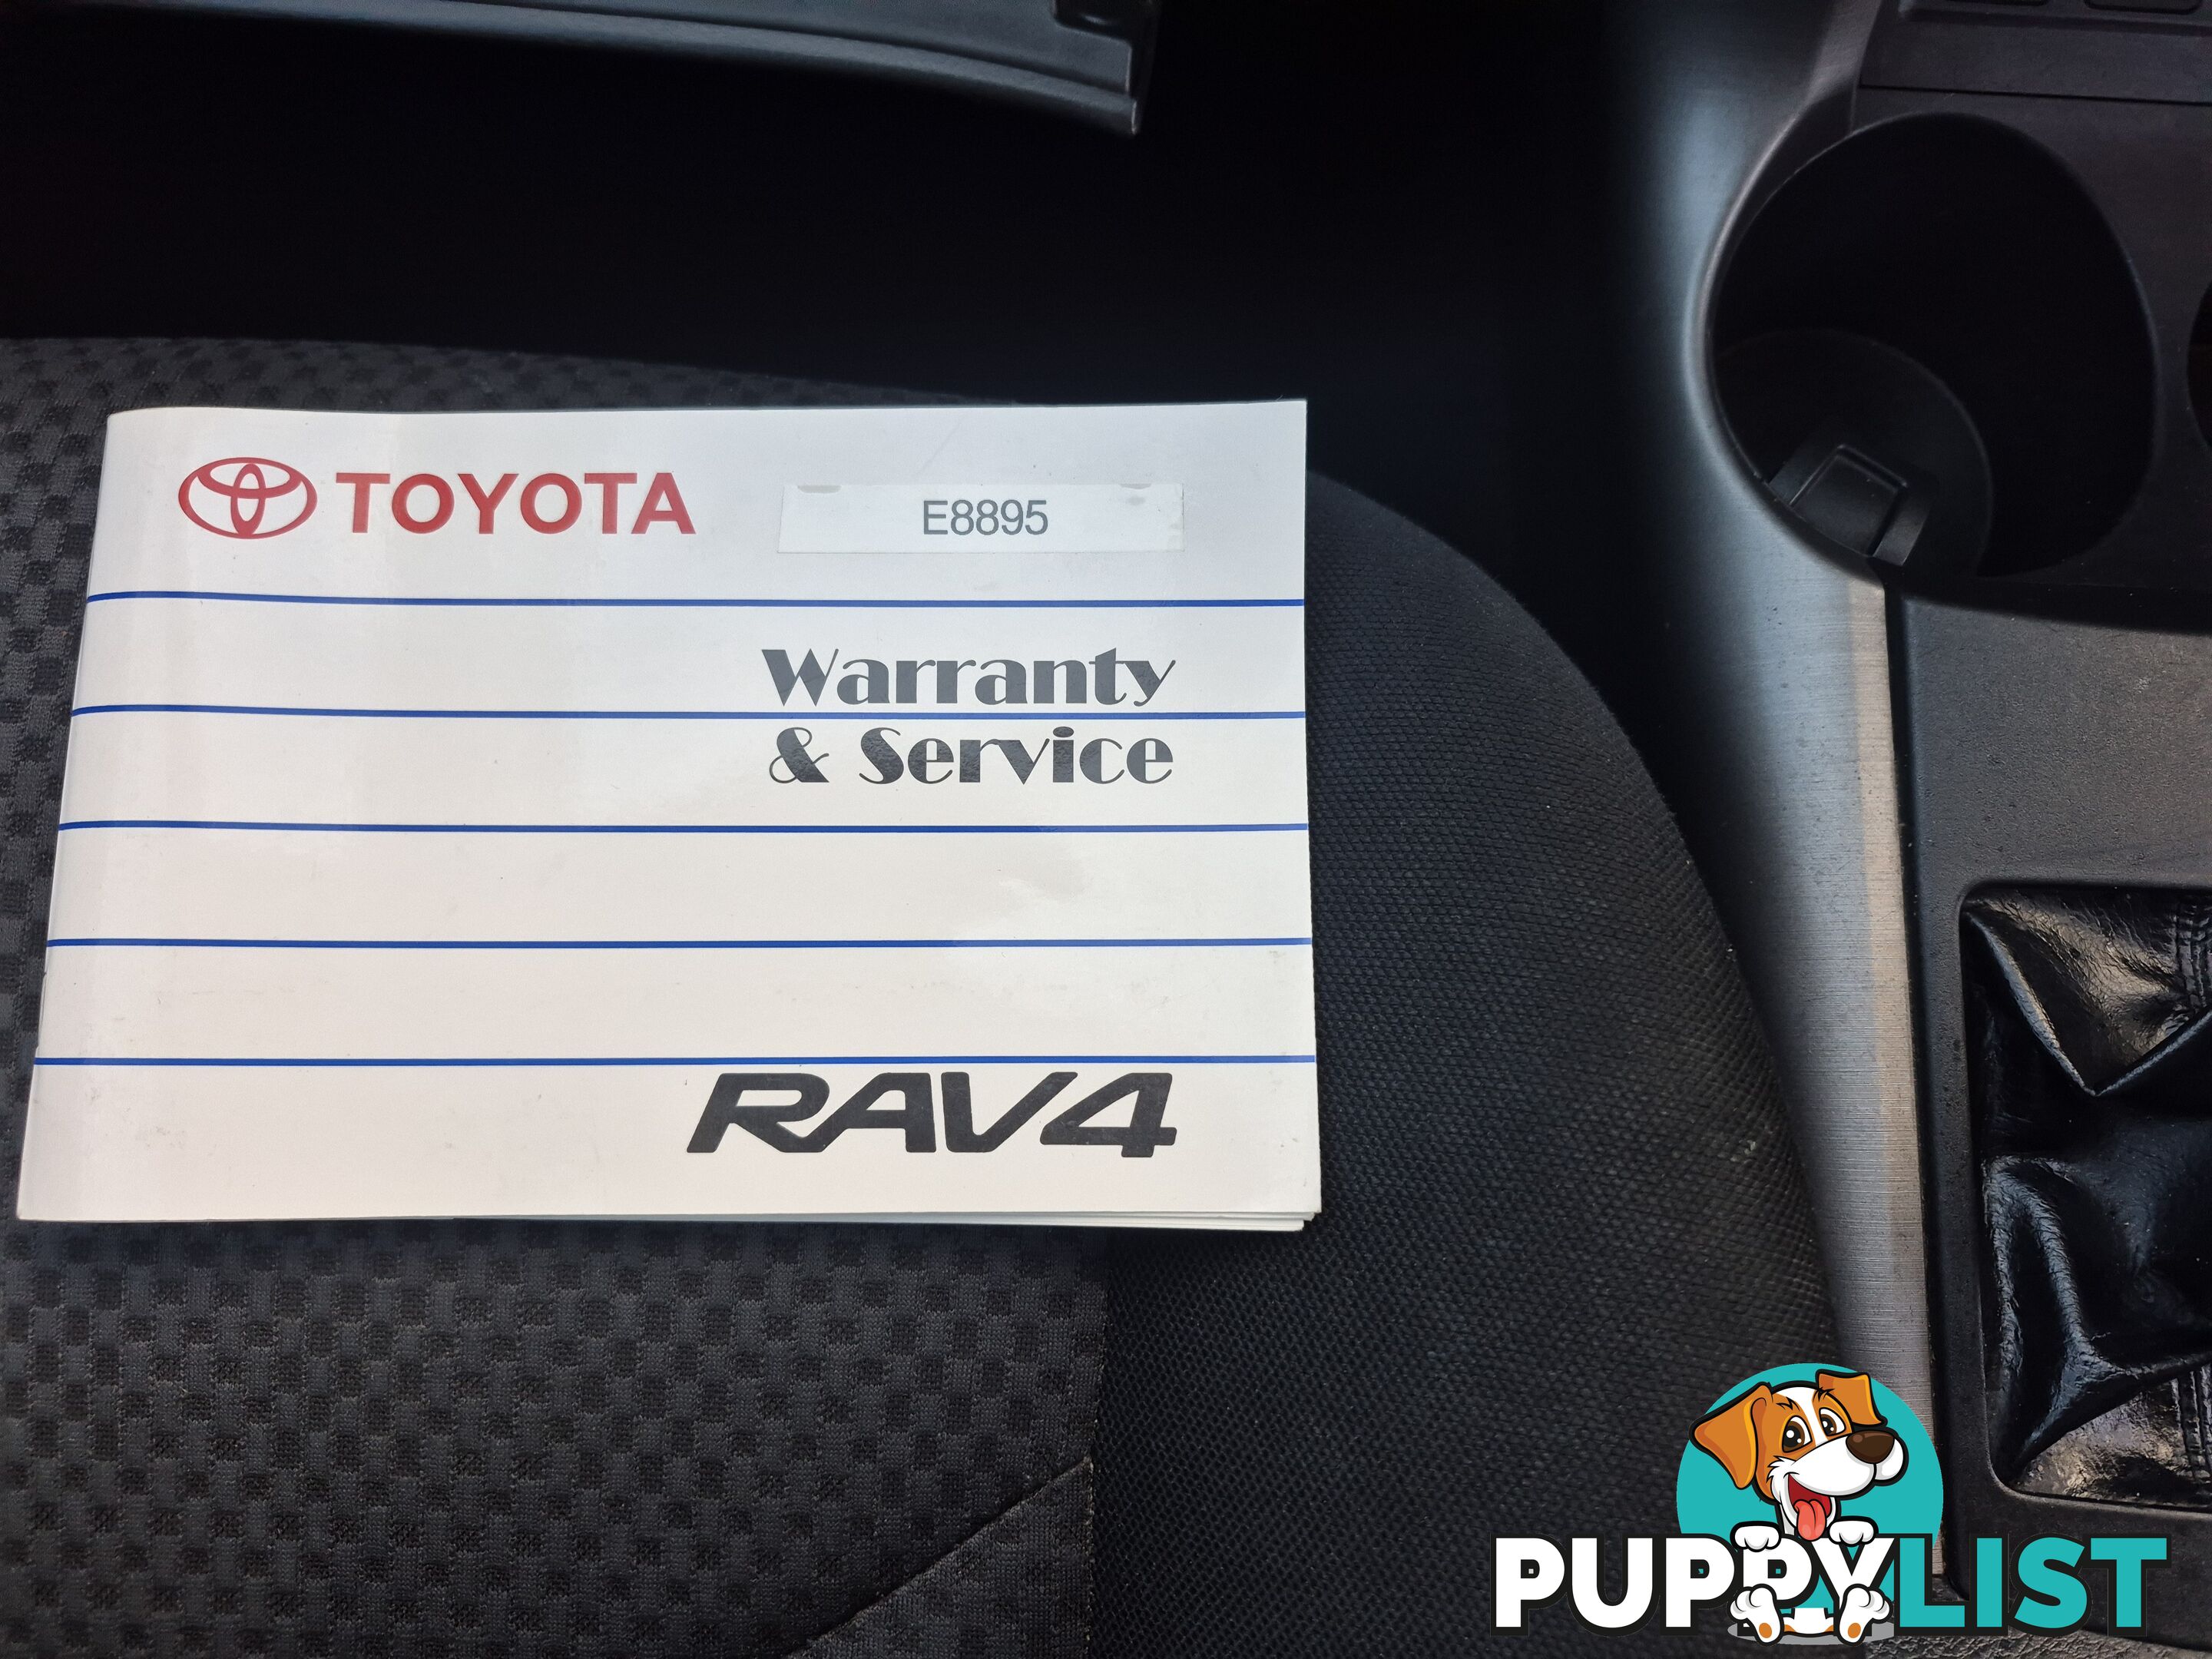 TOYOTA
E8895
Warranty
& Service
RAV4
PUPPYLIST